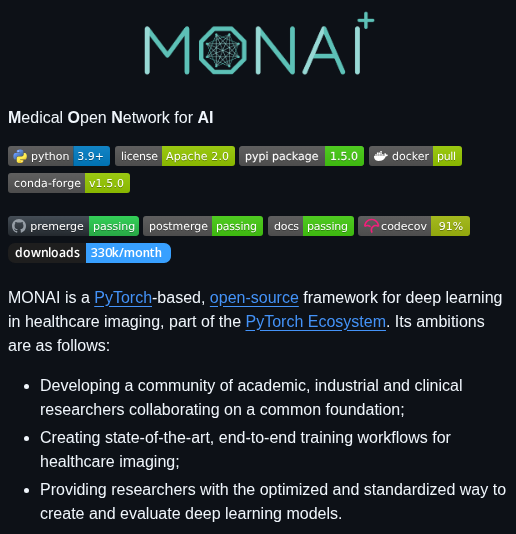 MONAI+
Medical Open Network for AI
python 3.9+ license Apache 2.0 pypi package 1.5.0 docker pull
conda-forge v1.5.0
premerge passing postmerge passing docs passing codecov 91%
downloads 330k/month
MONAI is a PyTorch-based, open-source framework for deep learning
in healthcare imaging, part of the PyTorch Ecosystem. Its ambitions
are as follows:
• Developing a community of academic, industrial and clinical
researchers collaborating on a common foundation;
• Creating state-of-the-art, end-to-end training workflows for
healthcare imaging;
• Providing researchers with the optimized and standardized way to
create and evaluate deep learning models.